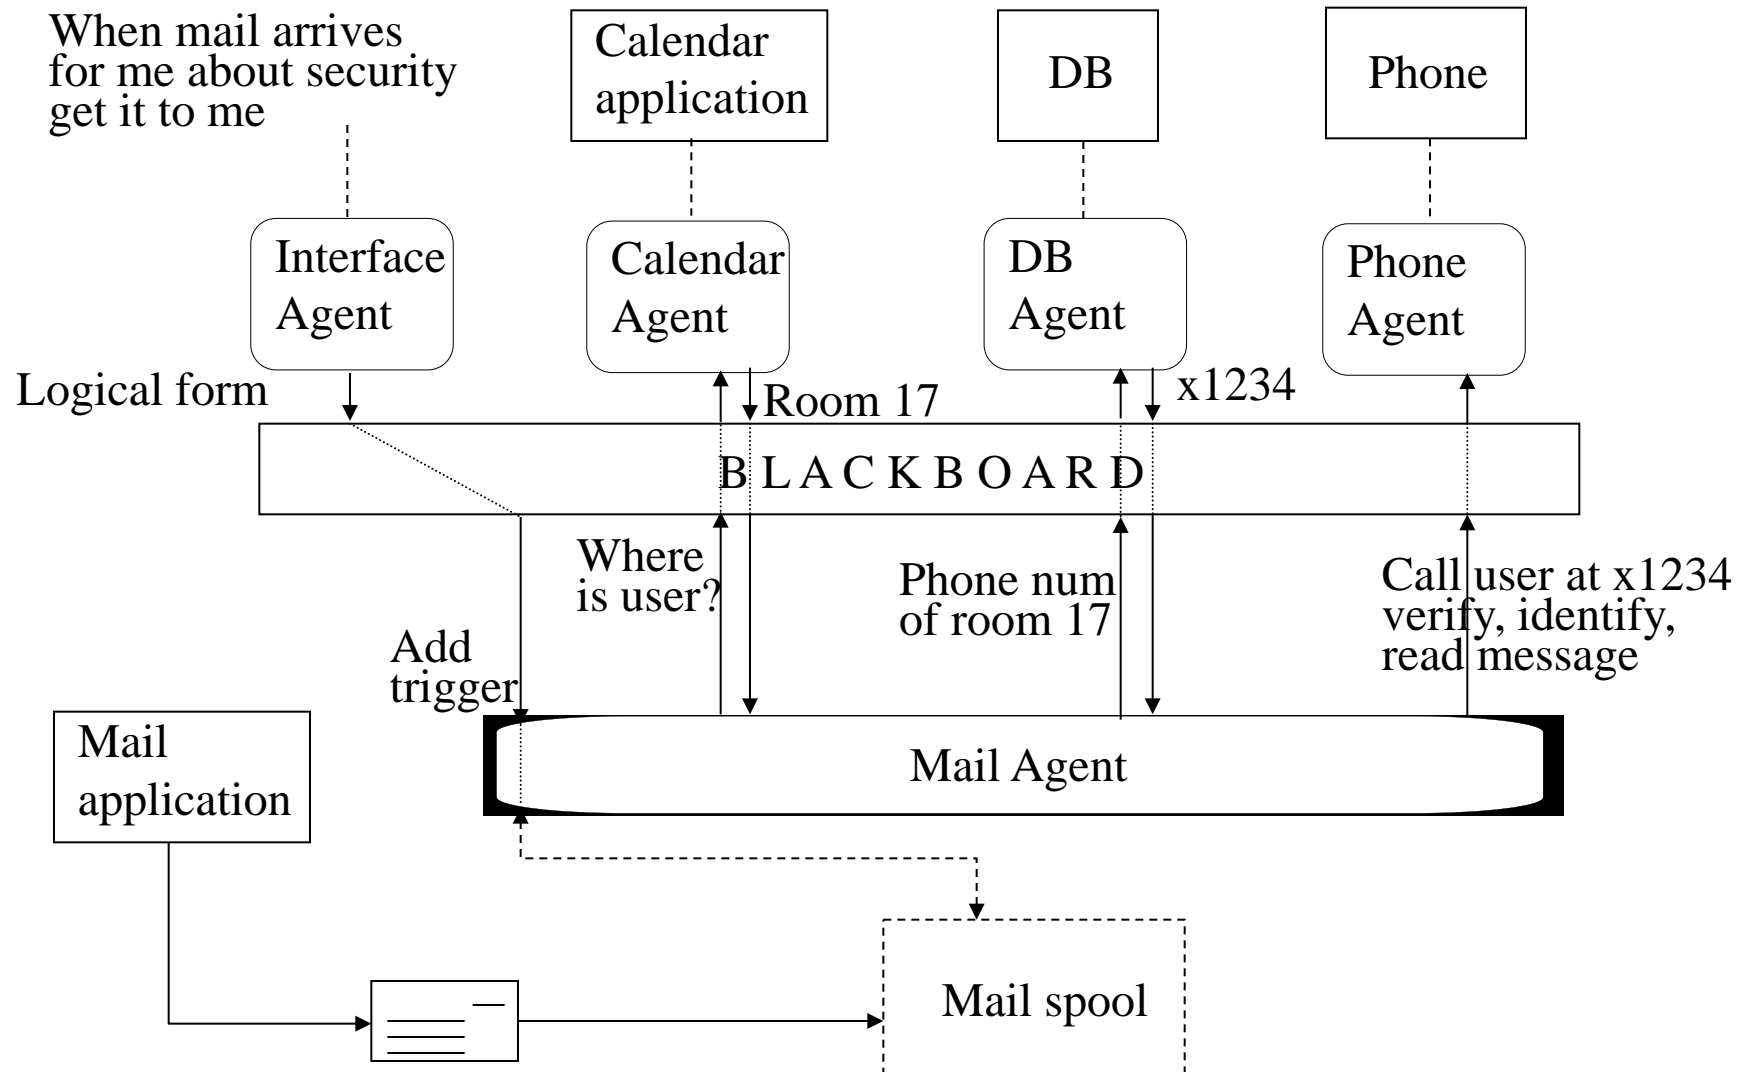 When mail arrives
for me about security
get it to me
Calendar
application
DB
Phone
Interface
Agent
Calendar
Agent
DB
Agent
Phone
Agent
Logical form
Room 17
x1234
B L A C K B O A R D
Where
is user?
Phone num
of room 17
Call user at x1234
verify, identify,
read message
Add
trigger
Mail
application
Mail Agent
Mail spool